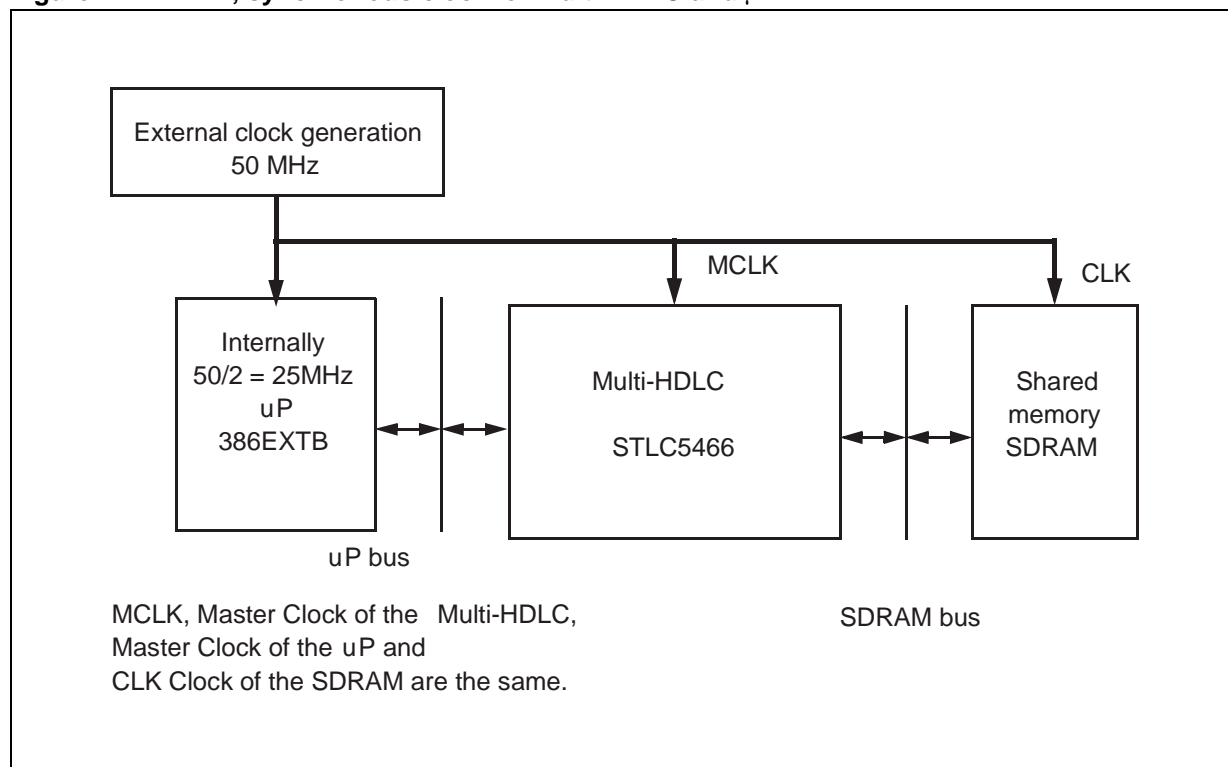 External clock generation
50 MHz
MCLK
CLK
Internally
50/2 = 25MHz
uP
386EXTB
Multi-HDLC
STLC5466
Shared
memory
SDRAM
uP bus
MCLK, Master Clock of the Multi-HDLC,
Master Clock of the uP and
CLK Clock of the SDRAM are the same.
SDRAM bus